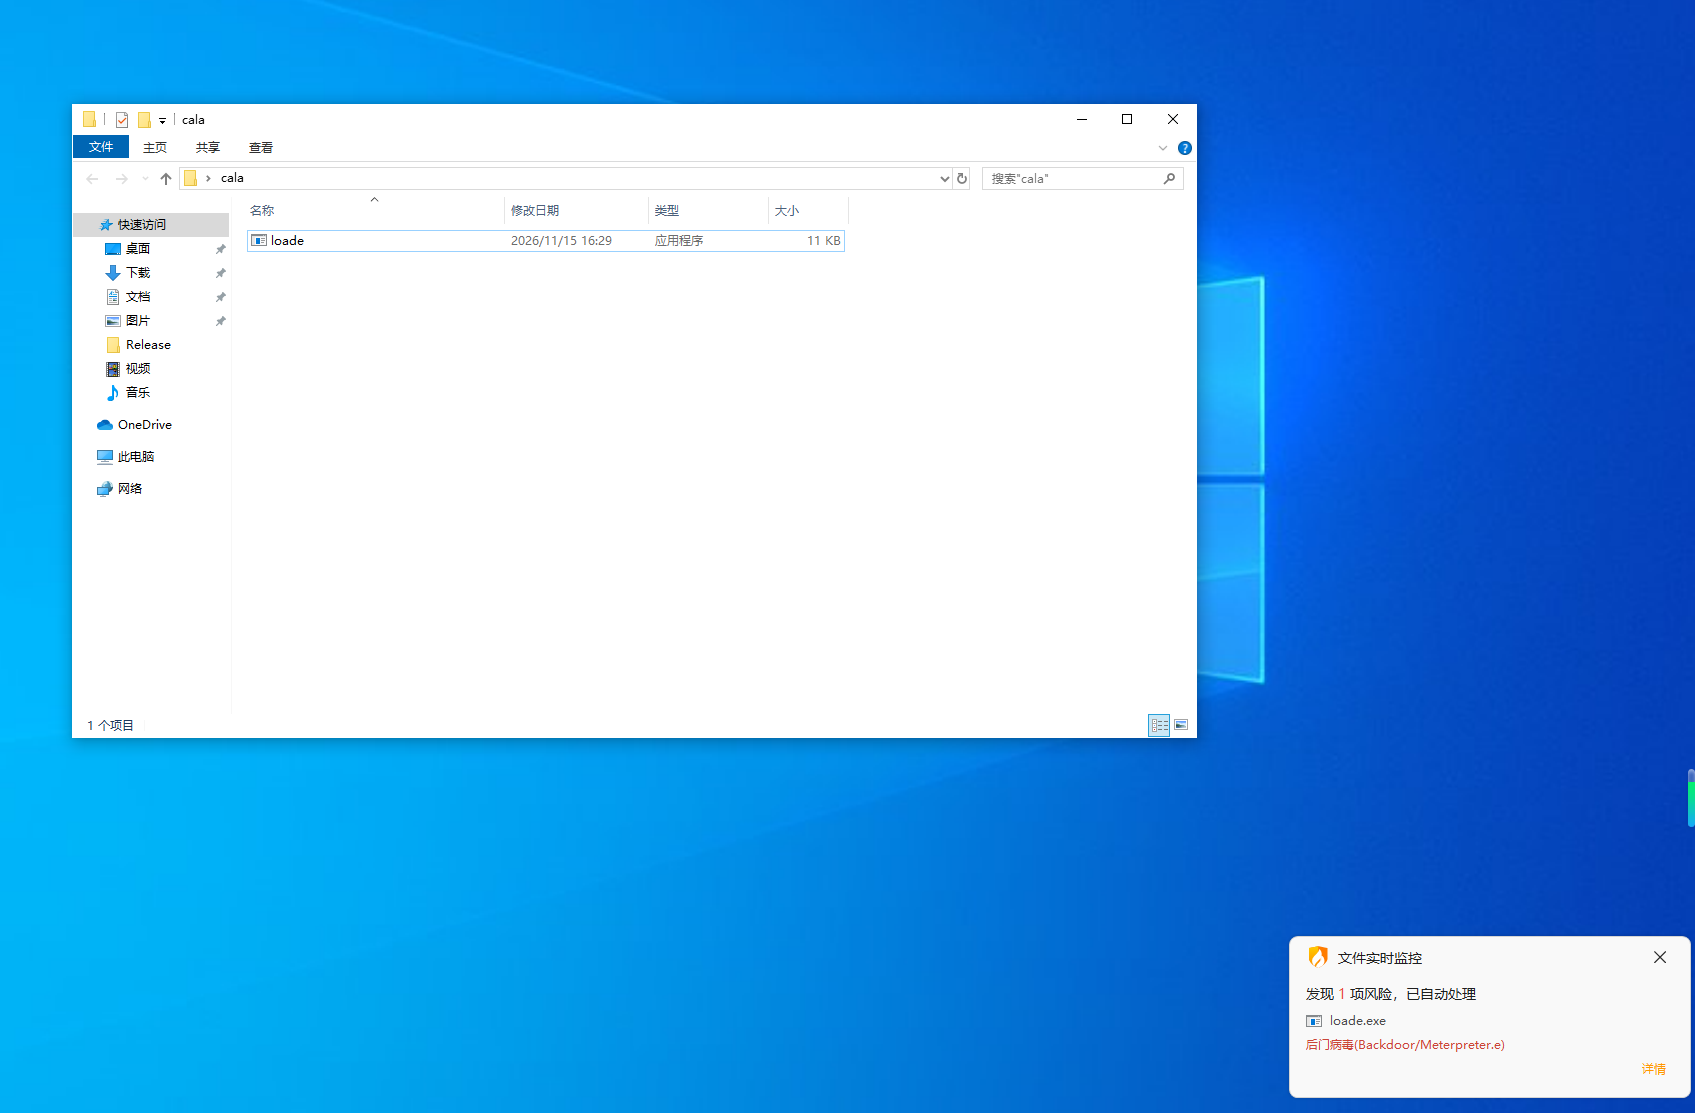 cala
文件 主页 共享 查看
cala 搜索"cala"
名称 修改日期 类型 大小
loade 2026/11/15 16:29 应用程序 11 KB
快速访问
桌面
下载
文档
图片
Release
视频
音乐
OneDrive
此电脑
网络
1 个项目
文件实时监控
发现 1 项风险，已自动处理
loade.exe
后门病毒(Backdoor/Meterpreter.e)
详情